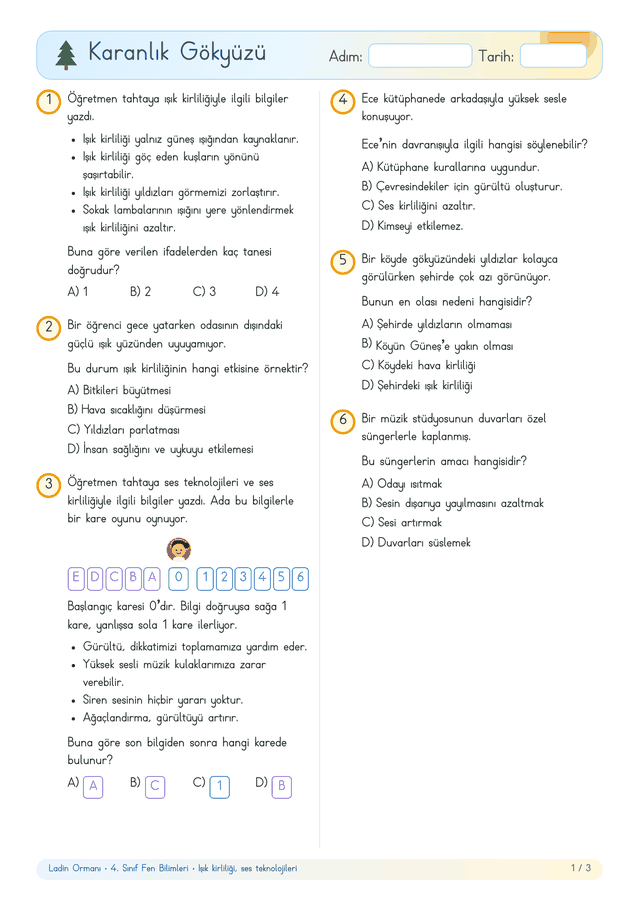 Karanlık Gökyüzü
Adım:
Tarih:
1
Öğretmen tahtaya ışık kirliliğiyle ilgili bilgiler
yazdı.
• Işık kirliliği yalnız güneş ışığından kaynaklanır.
• Işık kirliliği göç eden kuşların yönünü
şaşırtabilir.
• Işık kirliliği yıldızları görmemizi zorlaştırır.
• Sokak lambalarının ışığını yere yönlendirmek
ışık kirliliğini azaltır.
Buna göre verilen ifadelerden kaç tanesi
doğrudur?
A) 1 B) 2 C) 3 D) 4
2
Bir öğrenci gece yatarken odasının dışındaki
güçlü ışık yüzünden uyuyamıyor.
Bu durum ışık kirliliğinin hangi etkisine örnektir?
A) Bitkileri büyütmesi
B) Hava sıcaklığını düşürmesi
C) Yıldızları parlatması
D) İnsan sağlığını ve uykuyu etkilemesi
3
Öğretmen tahtaya ses teknolojileri ve ses
kirliliğiyle ilgili bilgiler yazdı. Ada bu bilgilerle
bir kare oyunu oynuyor.
E D C B A 0 1 2 3 4 5 6
Başlangıç karesi 0’dır. Bilgi doğruysa sağa 1
kare, yanlışsa sola 1 kare ilerliyor.
• Gürültü, dikkatimizi toplamamıza yardım eder.
• Yüksek sesli müzik kulaklarımıza zarar
verebilir.
• Siren sesinin hiçbir yararı yoktur.
• Ağaçlandırma, gürültüyü artırır.
Buna göre son bilgiden sonra hangi karede
bulunur?
A) A B) C C) 1 D) B
4
Ece kütüphanede arkadaşıyla yüksek sesle
konuşuyor.
Ece’nin davranışıyla ilgili hangisi söylenebilir?
A) Kütüphane kurallarına uygundur.
B) Çevresindekiler için gürültü oluşturur.
C) Ses kirliliğini azaltır.
D) Kimseyi etkilemez.
5
Bir köyde gökyüzündeki yıldızlar kolayca
görülürken şehirde çok azı görünüyor.
Bunun en olası nedeni hangisidir?
A) Şehirde yıldızların olmaması
B) Köyün Güneş’e yakın olması
C) Köydeki hava kirliliği
D) Şehirdeki ışık kirliliği
6
Bir müzik stüdyosunun duvarları özel
süngerlerle kaplanmış.
Bu süngerlerin amacı hangisidir?
A) Odayı ısıtmak
B) Sesin dışarıya yayılmasını azaltmak
C) Sesi artırmak
D) Duvarları süslemek
Ladin Ormanı • 4. Sınıf Fen Bilimleri • Işık kirliliği, ses teknolojileri
1 / 3